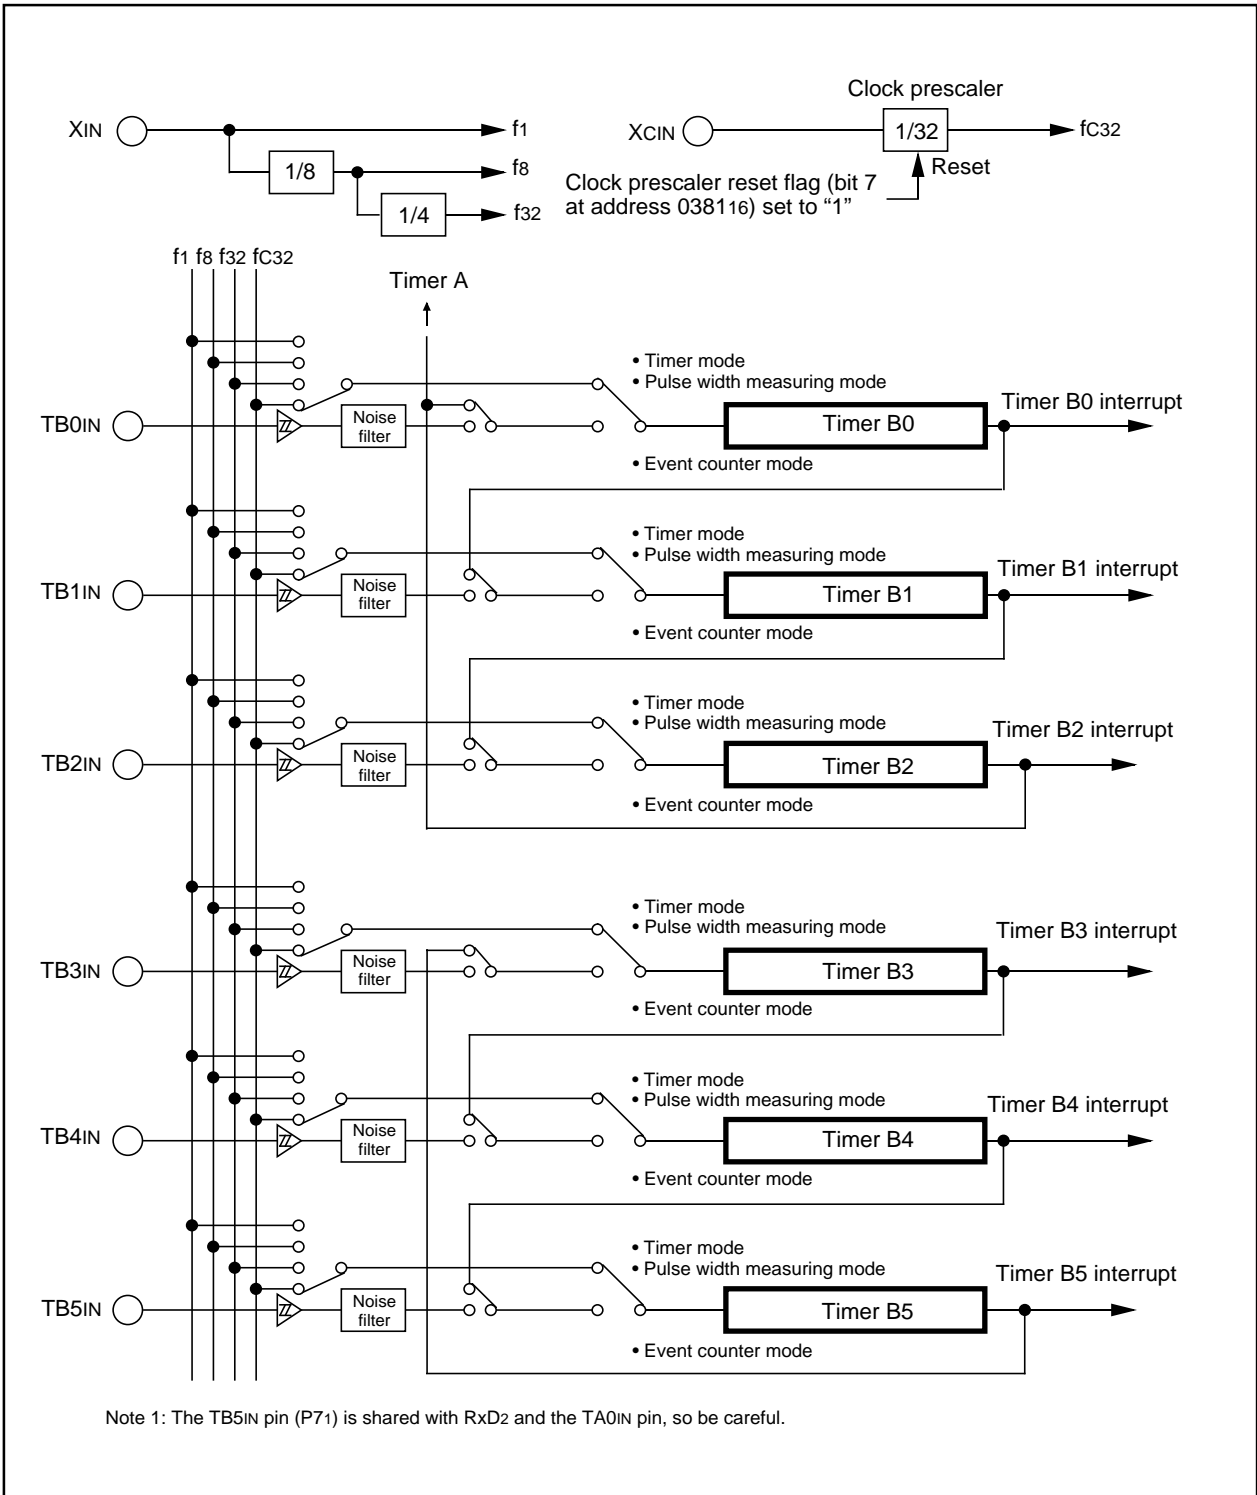 Clock prescaler
XIN
f1
XCIN
1/32
fC32
1/8
f8
Reset
Clock prescaler reset flag (bit 7
at address 038116) set to “1”
1/4
f32
f1 f8 f32 fC32
Timer A
• Timer mode
• Pulse width measuring mode
TB0IN
Noise
filter
Timer B0
Timer B0 interrupt
• Event counter mode
• Timer mode
• Pulse width measuring mode
TB1IN
Noise
filter
Timer B1
Timer B1 interrupt
• Event counter mode
• Timer mode
• Pulse width measuring mode
TB2IN
Noise
filter
Timer B2
Timer B2 interrupt
• Event counter mode
• Timer mode
• Pulse width measuring mode
TB3IN
Noise
filter
Timer B3
Timer B3 interrupt
• Event counter mode
• Timer mode
• Pulse width measuring mode
TB4IN
Noise
filter
Timer B4
Timer B4 interrupt
• Event counter mode
• Timer mode
• Pulse width measuring mode
TB5IN
Noise
filter
Timer B5
Timer B5 interrupt
• Event counter mode
Note 1: The TB5IN pin (P71) is shared with RxD2 and the TA0IN pin, so be careful.